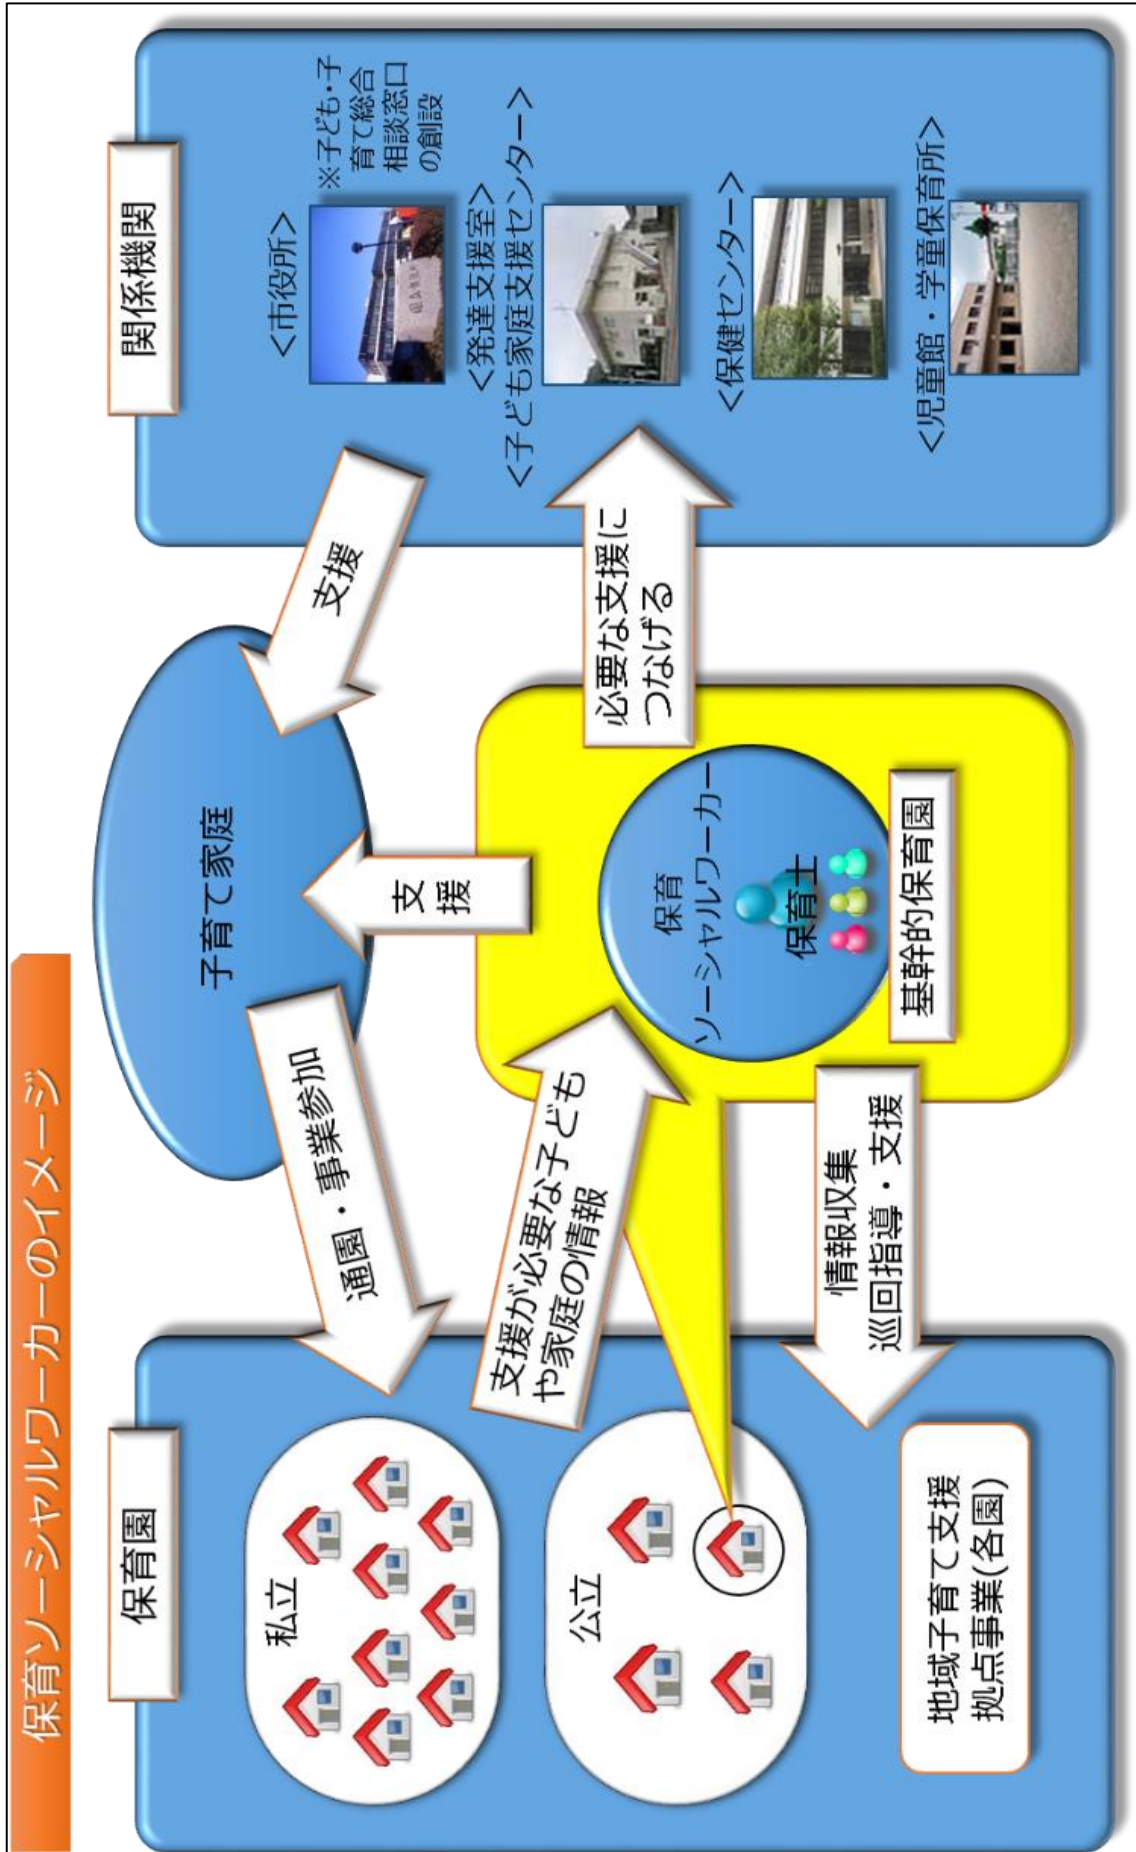 保育ソーシャルワーカーのイメージ
保育園
私立
公立
地域子育て支援
拠点事業(各園)
子育て家庭
通園・事業参加
支援が必要な子ども
や家庭の情報
情報収集
巡回指導・支援
支
援
保育
ソーシャルワーカー
保育士
基幹的保育園
支援
必要な支援に
つなげる
関係機関
<市役所>
※子ども・子
育て総合
相談窓口
の創設
<発達支援室>
<子ども家庭支援センター>
<保健センター>
<児童館・学童保育所>